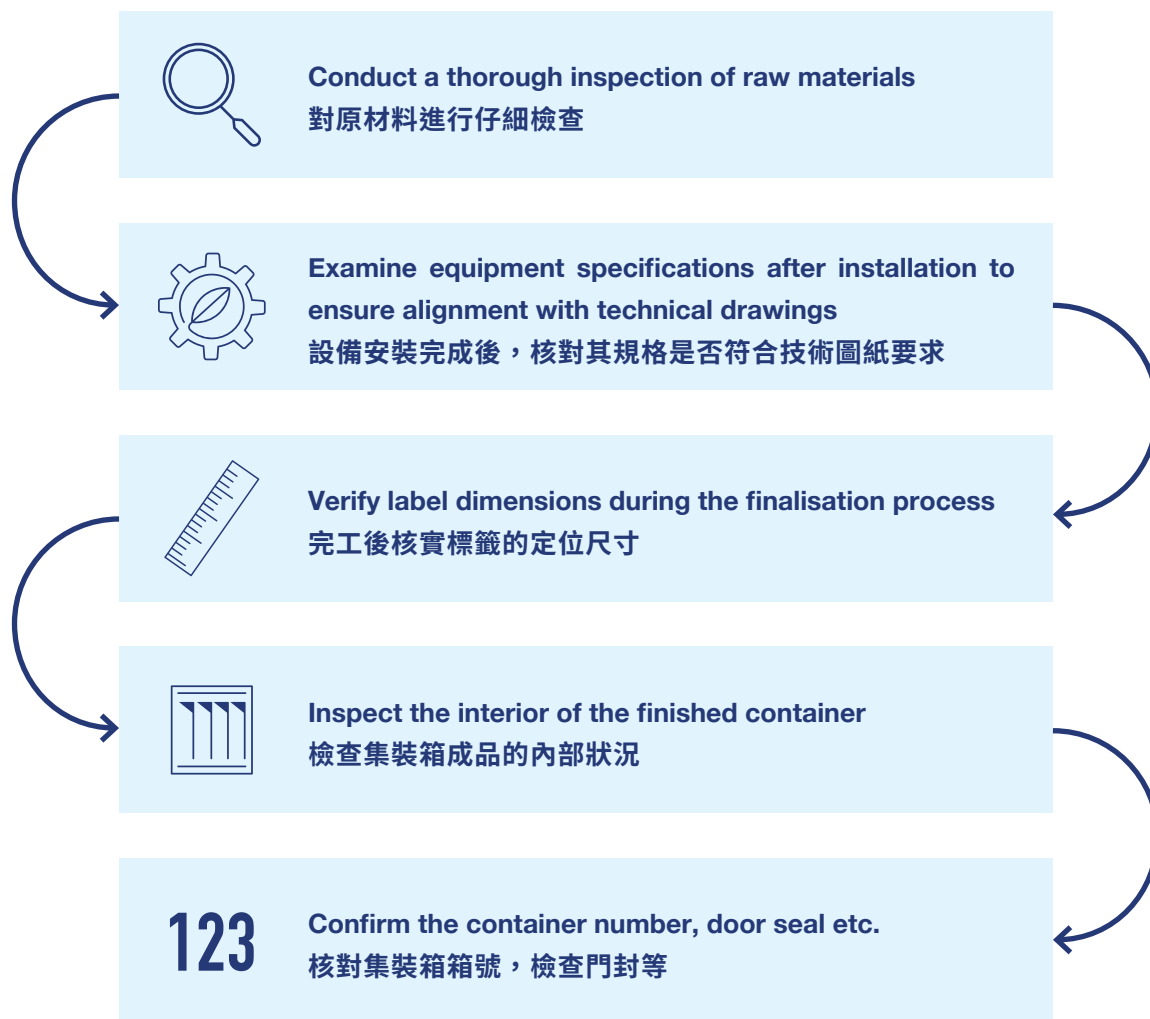 Conduct a thorough inspection of raw materials
對原材料進行仔細檢查
Examine equipment specifications after installation to
ensure alignment with technical drawings
設備安裝完成後，核對其規格是否符合技術圖紙要求
Verify label dimensions during the finalisation process
完工後核實標籤的定位尺寸
Inspect the interior of the finished container
檢查集裝箱成品的內部狀況
123
Confirm the container number, door seal etc.
核對集裝箱箱號，檢查門封等